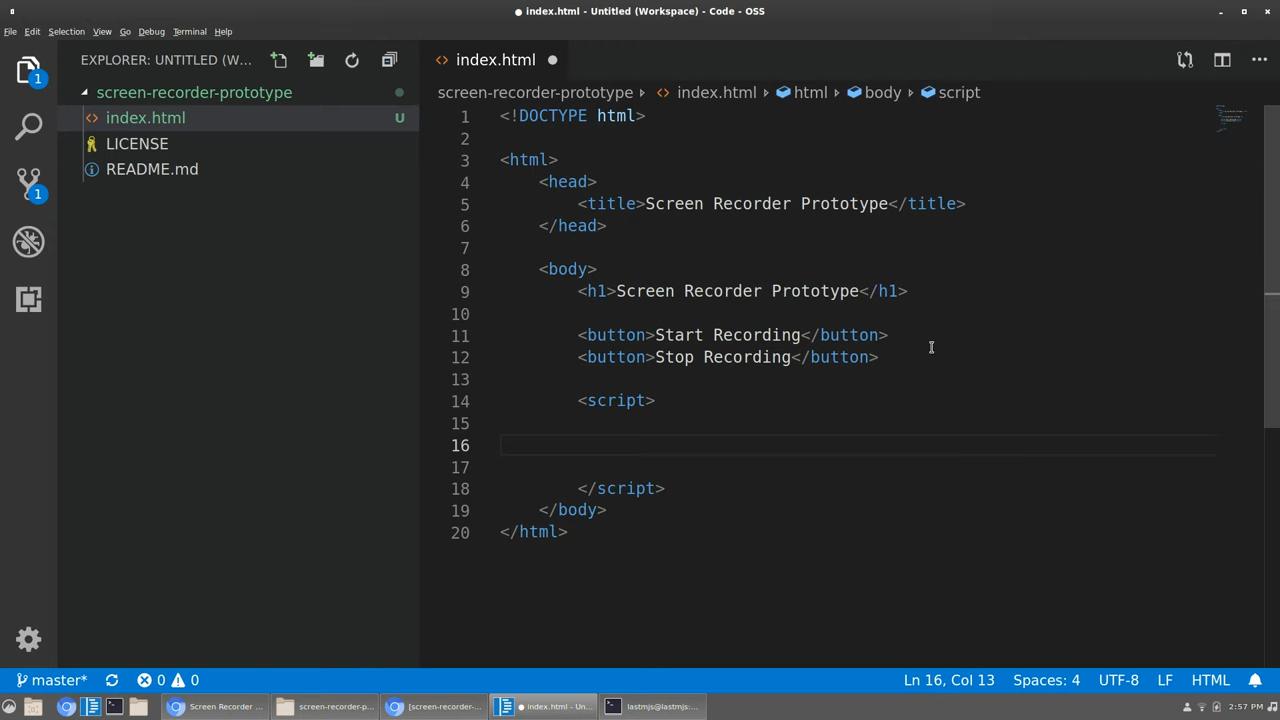 ● index.html - Untitled (Workspace) - Code - OSS
File Edit Selection View Go Debug Terminal Help
EXPLORER: UNTITLED (W...
index.html
screen-recorder-prototype
index.html U
LICENSE
README.md
1
1
screen-recorder-prototype index.html html body script
1 <!DOCTYPE html>
2
3 <html>
4 <head>
5 <title>Screen Recorder Prototype</title>
6 </head>
7
8 <body>
9 <h1>Screen Recorder Prototype</h1>
10
11 <button>Start Recording</button>
12 <button>Stop Recording</button>
13
14 <script>
15
16
17
18 </script>
19 </body>
20 </html>
master* 0 0 Ln 16, Col 13 Spaces: 4 UTF-8 LF HTML
Screen Recorder ... screen-recorder-p... [screen-recorder-... ● index.html - Un... lastmjs@lastmjs:... 2:57 PM